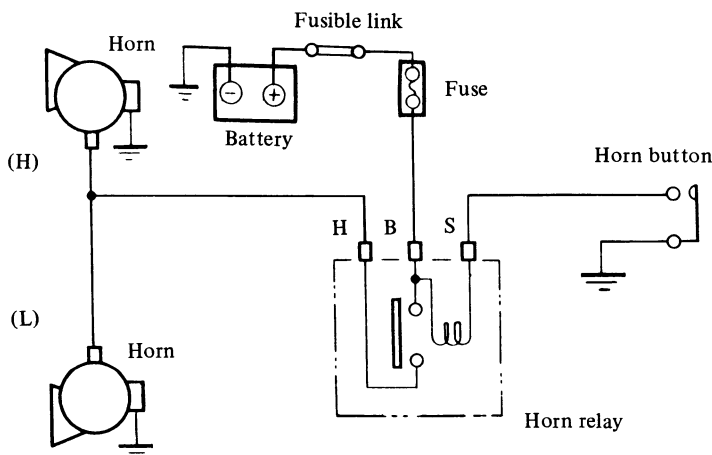 Fusible link
Horn
Fuse
− +
Battery
(H)
Horn button
H B S
(L)
Horn
Horn relay